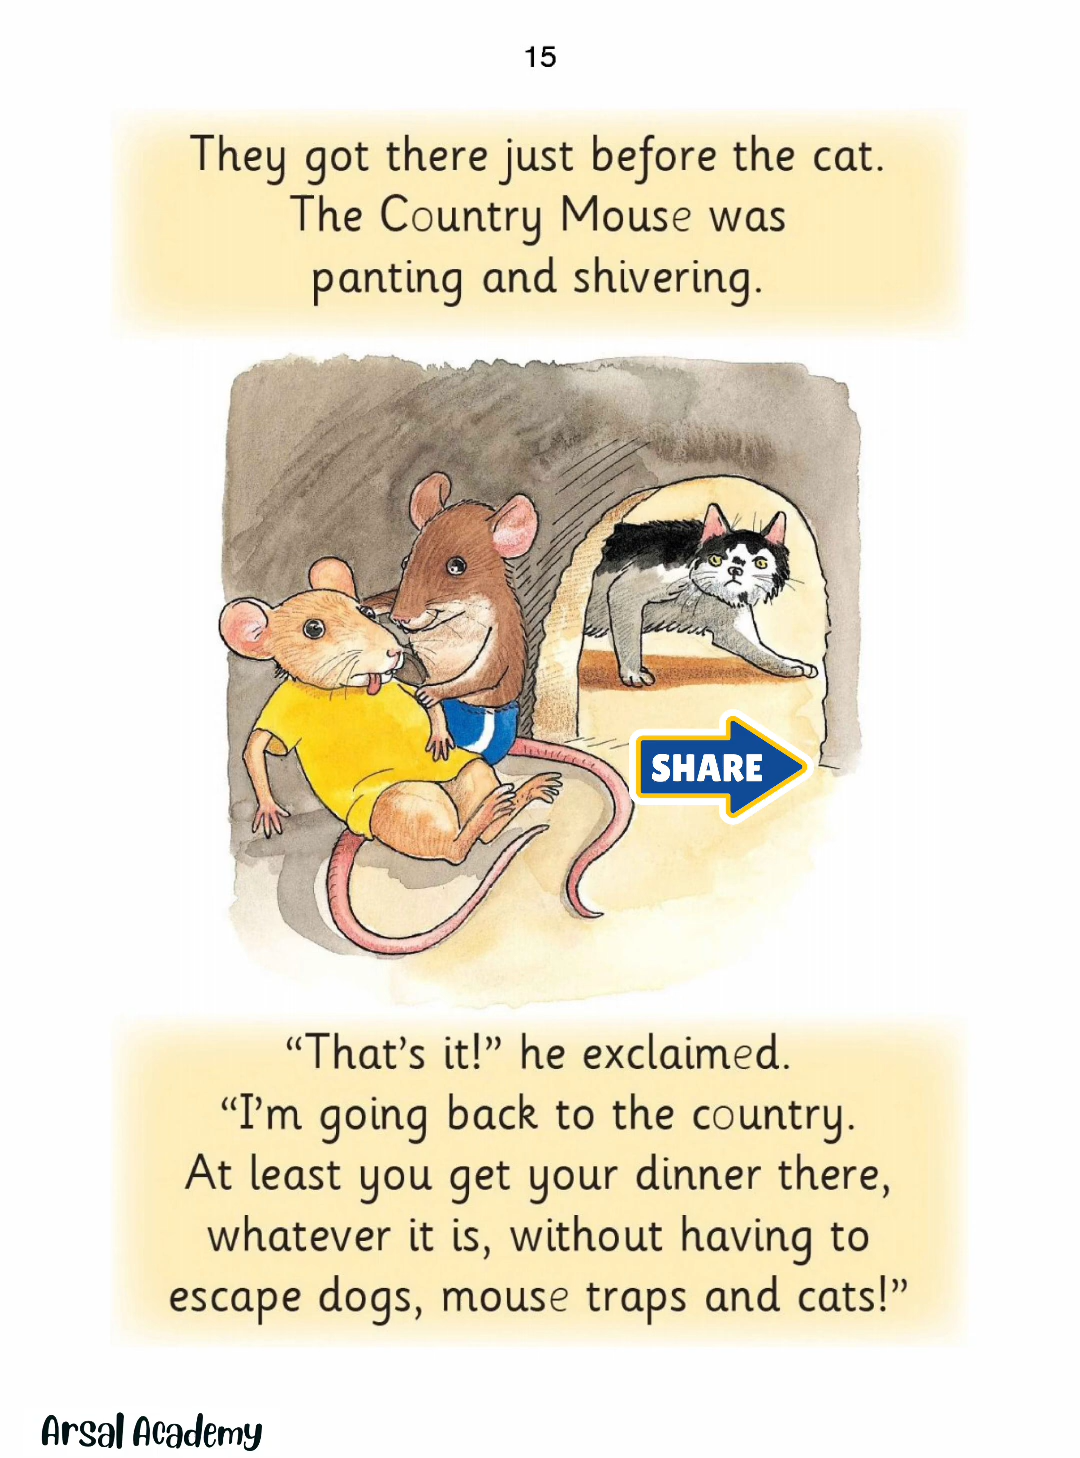 15
They got there just before the cat.
The Country Mouse was
panting and shivering.
SHARE
“That’s it!” he exclaimed.
“I’m going back to the country.
At least you get your dinner there,
whatever it is, without having to
escape dogs, mouse traps and cats!”
Arsal Academy